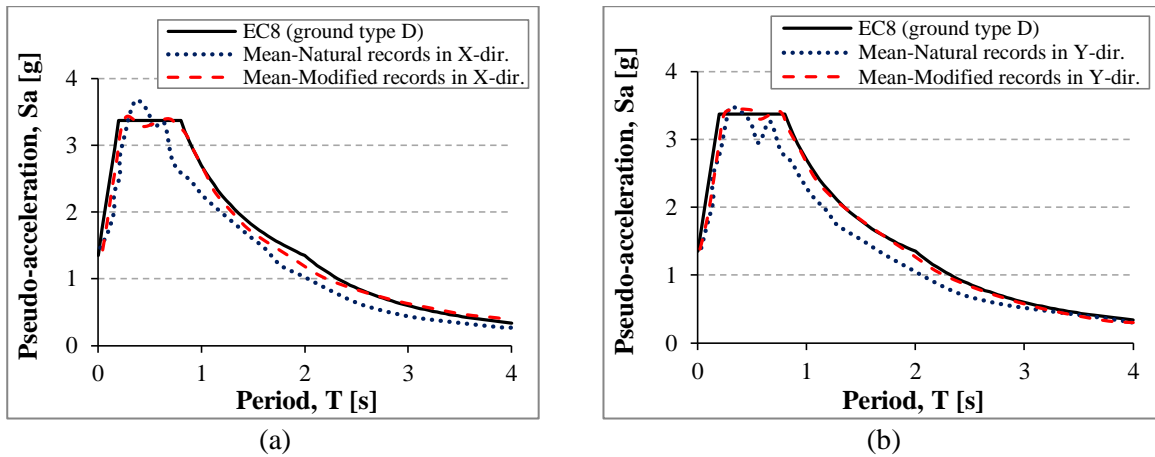 EC8 (ground type D)
Mean-Natural records in X-dir.
Mean-Modified records in X-dir.
Pseudo-acceleration, Sa [g]
4
3
2
1
0
0 1 2 3 4
Period, T [s]
(a)
EC8 (ground type D)
Mean-Natural records in Y-dir.
Mean-Modified records in Y-dir.
Pseudo-acceleration, Sa [g]
4
3
2
1
0
0 1 2 3 4
Period, T [s]
(b)